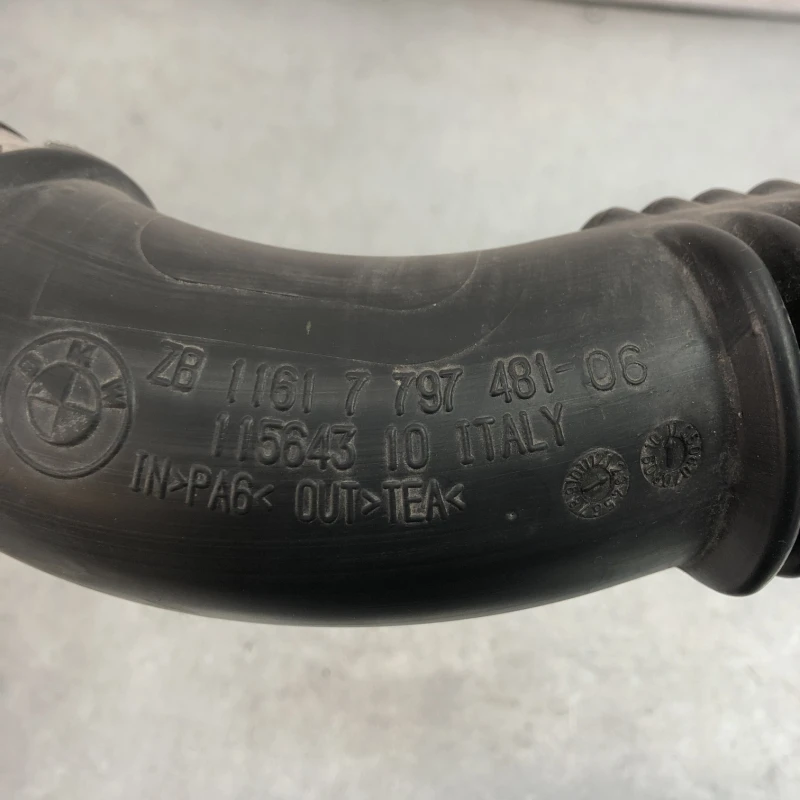 BMW
ZB 1161 7 797 481-06
115643 10 ITALY
IN>PA6< OUT>TEA<